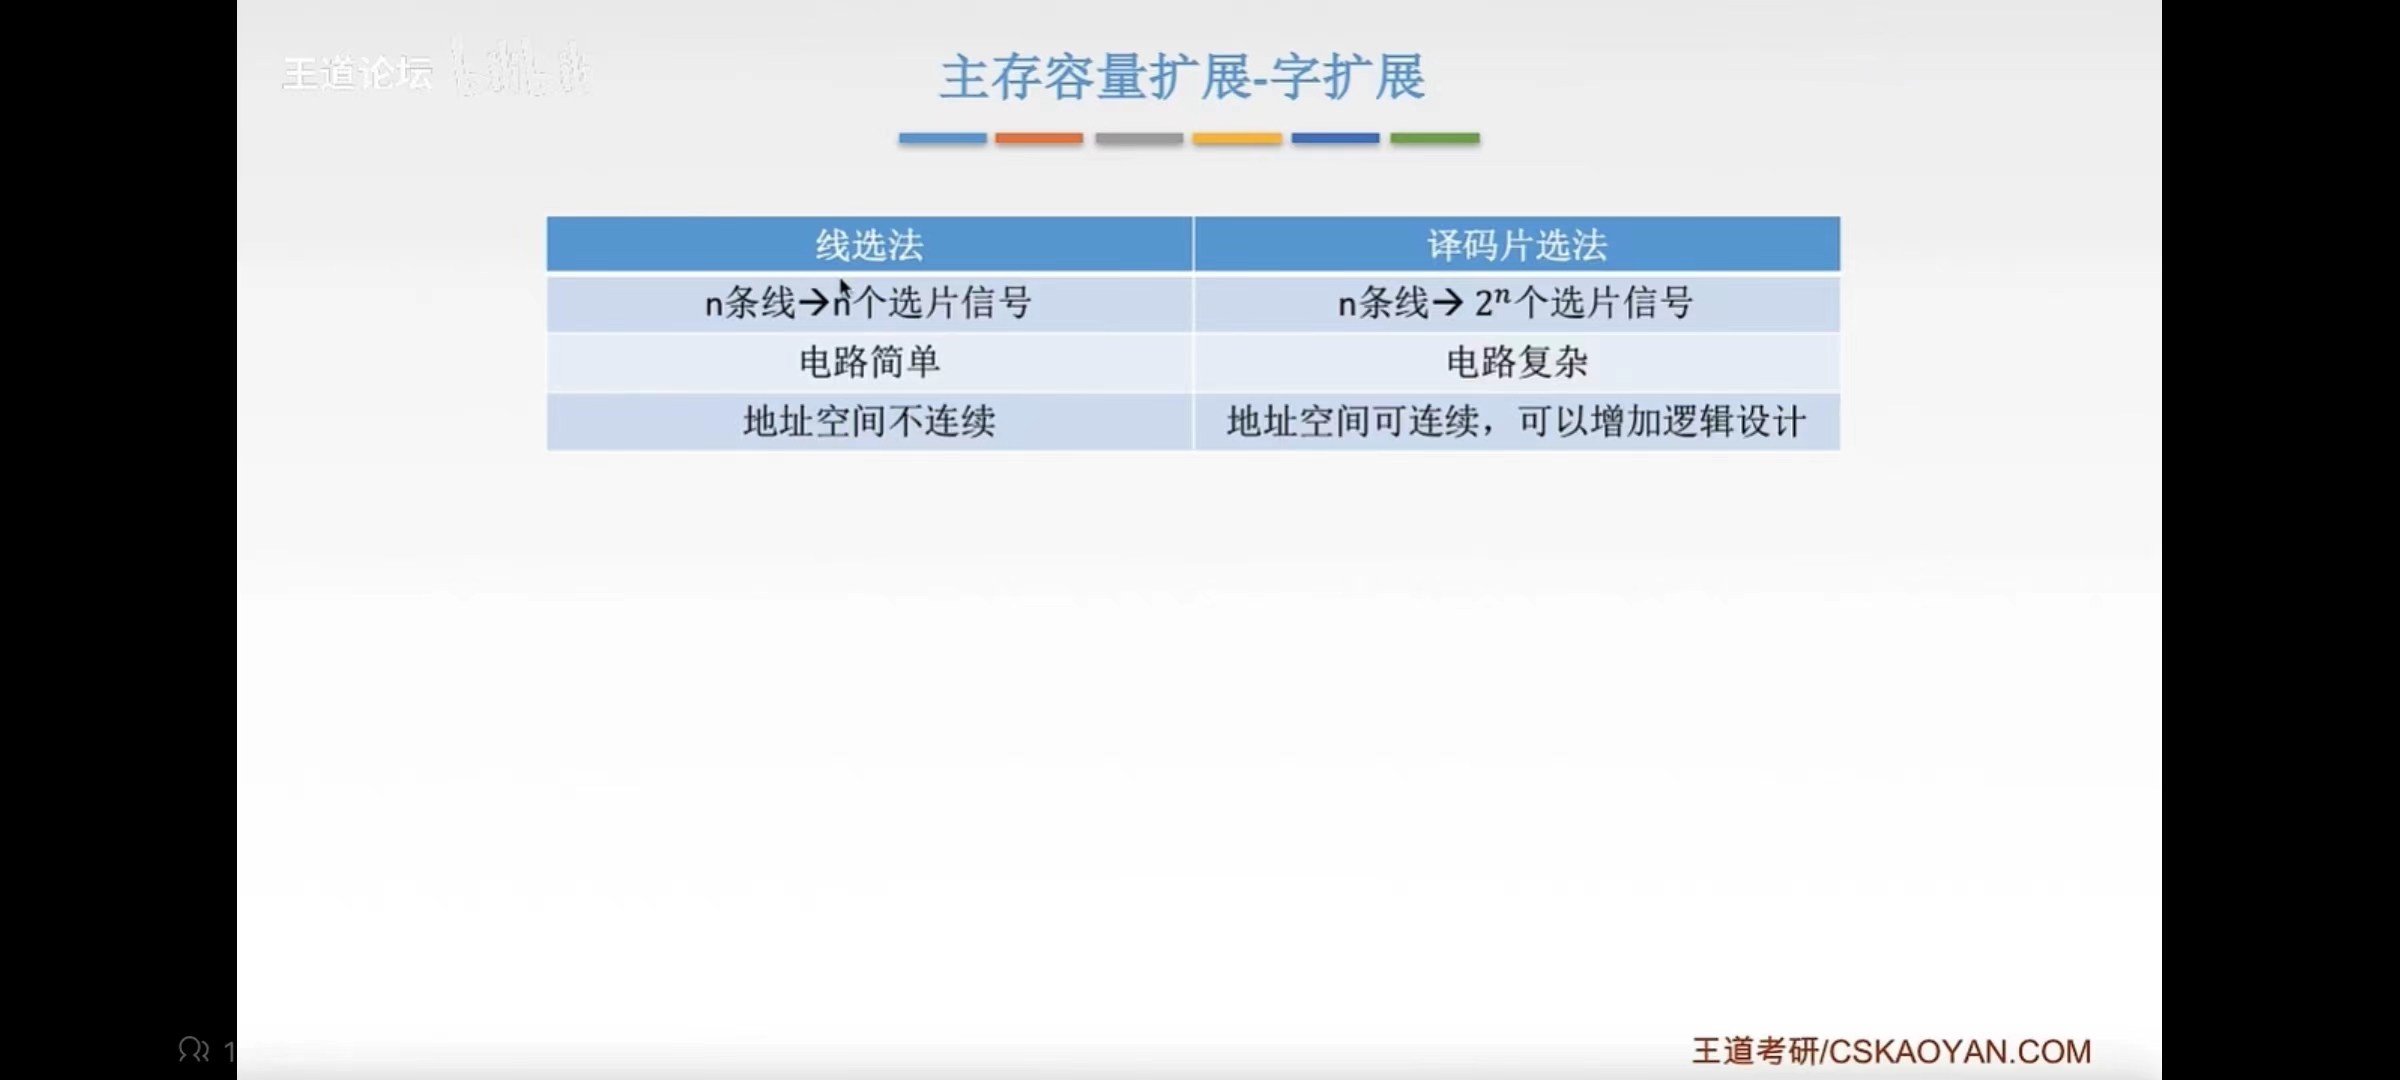 王道论坛
主存容量扩展-字扩展
线选法 译码片选法
n条线→n个选片信号 n条线→ 2ⁿ个选片信号
电路简单 电路复杂
地址空间不连续 地址空间可连续，可以增加逻辑设计
1
王道考研/CSKAOYAN.COM